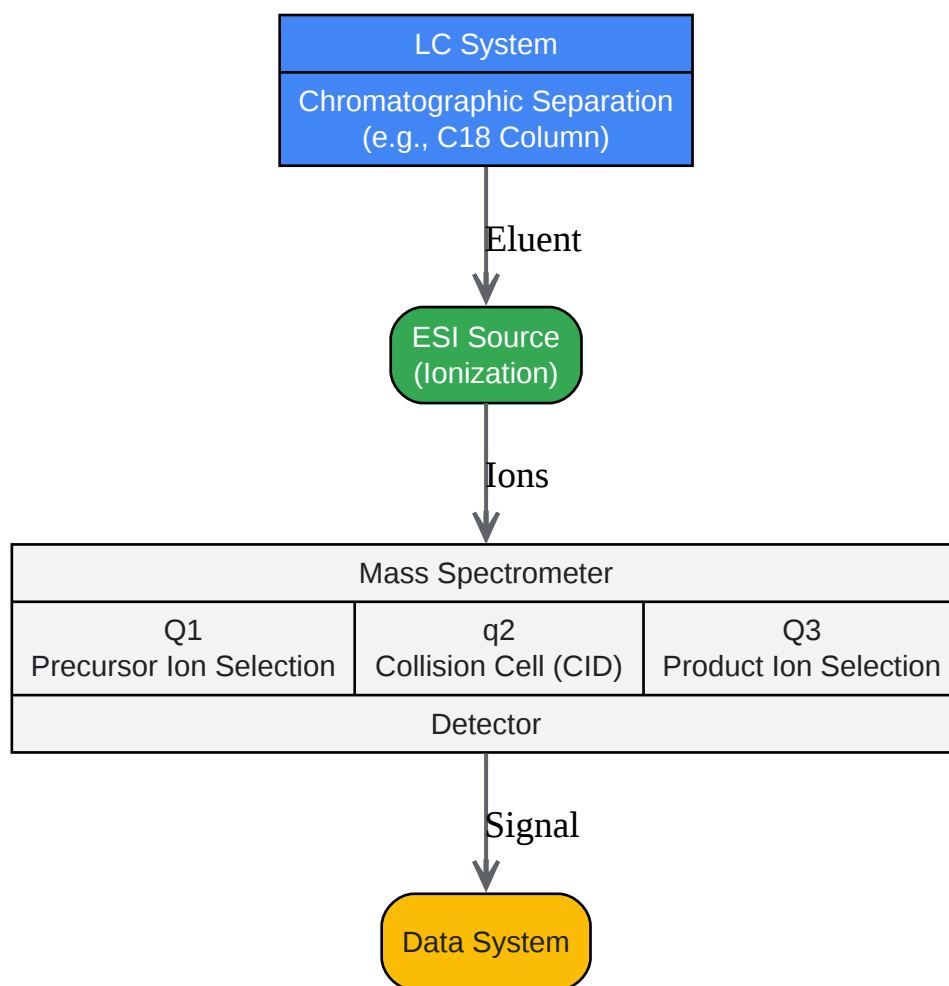 LC System
Chromatographic Separation
(e.g., C18 Column)
Eluent
ESI Source
(Ionization)
Ions
Mass Spectrometer
Q1
Precursor Ion Selection
q2
Collision Cell (CID)
Q3
Product Ion Selection
Detector
Signal
Data System